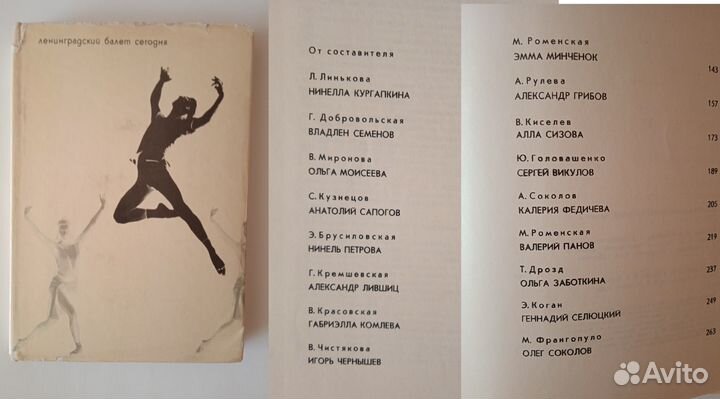 ленинградский балет сегодня
От составителя
Л. Линькова
НИНЕЛЛА КУРГАПКИНА
Г. Добровольская
ВЛАДЛЕН СЕМЕНОВ
В. Миронова
ОЛЬГА МОИСЕЕВА
С. Кузнецов
АНАТОЛИЙ САПОГОВ
Э. Брусиловская
НИНЕЛЬ ПЕТРОВА
Г. Кремшевская
АЛЕКСАНДР ЛИВШИЦ
В. Красовская
ГАБРИЭЛЛА КОМЛЕВА
В. Чистякова
ИГОРЬ ЧЕРНЫШЕВ
М. Роменская
ЭММА МИНЧЕНОК
143
А. Рулева
АЛЕКСАНДР ГРИБОВ
157
В. Киселев
АЛЛА СИЗОВА
173
Ю. Головашенко
СЕРГЕЙ ВИКУЛОВ
189
А. Соколов
КАЛЕРИЯ ФЕДИЧЕВА
205
М. Роменская
ВАЛЕРИЙ ПАНОВ
219
Т. Дрозд
ОЛЬГА ЗАБОТКИНА
237
Э. Коган
ГЕННАДИЙ СЕЛЮЦКИЙ
249
М. Франгопуло
ОЛЕГ СОКОЛОВ
263
Avito